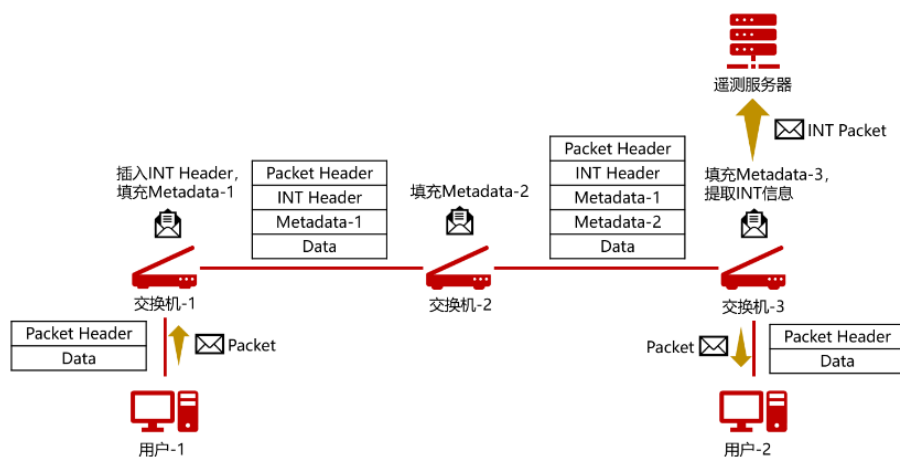 遥测服务器
INT Packet
插入INT Header,
填充Metadata-1
Packet Header
INT Header
Metadata-1
Data
填充Metadata-2
Packet Header
INT Header
Metadata-1
Metadata-2
Data
填充Metadata-3,
提取INT信息
交换机-1
交换机-2
交换机-3
Packet Header
Data
Packet
Packet
Packet Header
Data
用户-1
用户-2